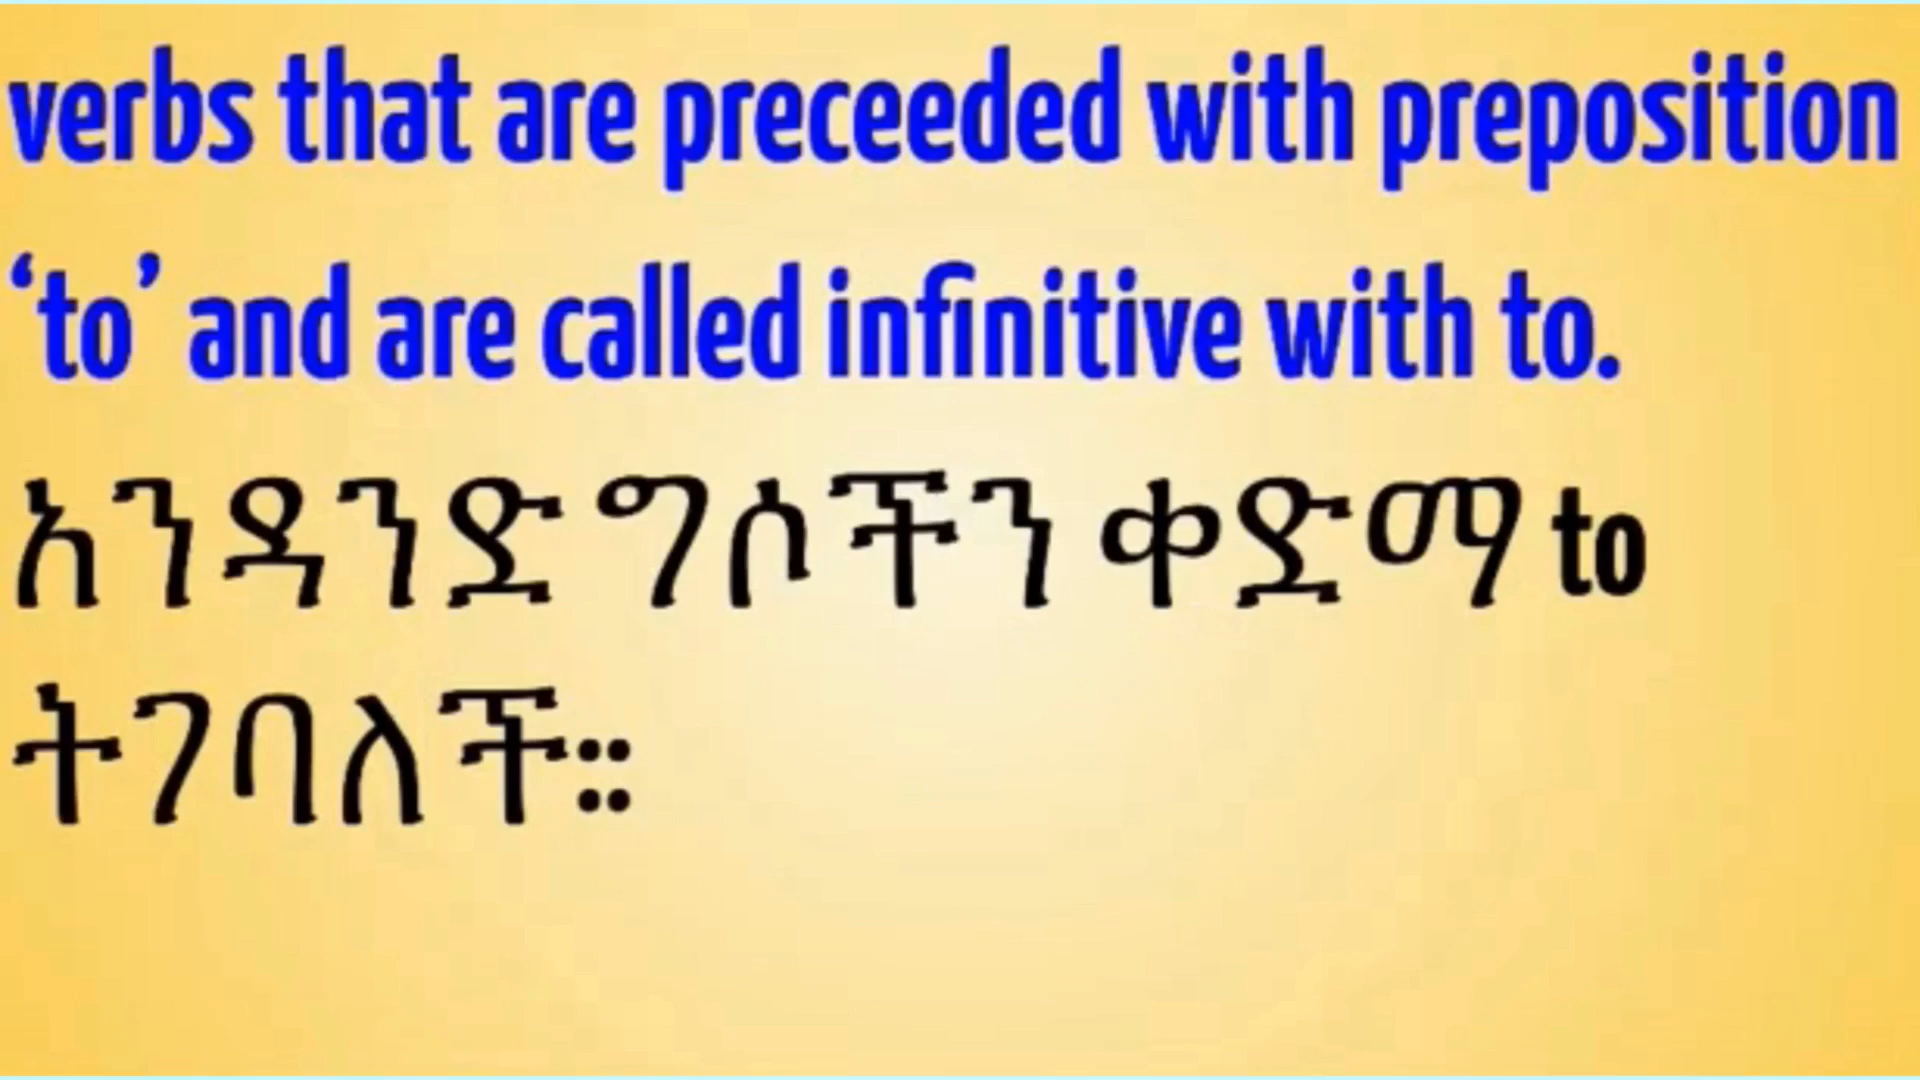 verbs that are preceeded with preposition
‘to’ and are called infinitive with to.
አንዳንድ ግሶችን ቀድማ to
ትገባለች።